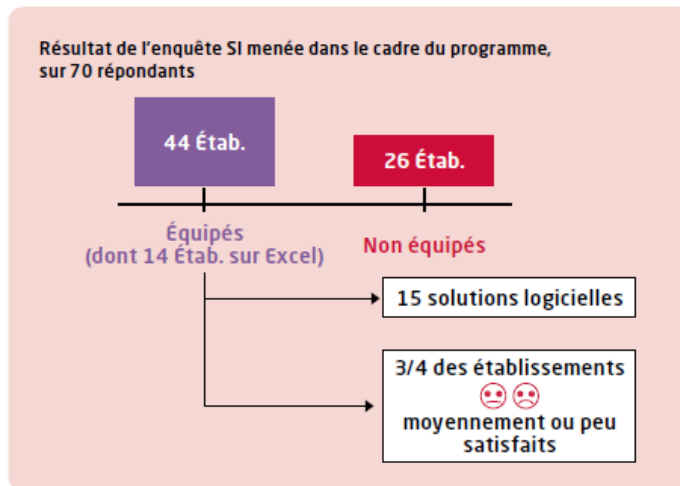 Résultat de l'enquête SI menée dans le cadre du programme,
sur 70 répondants
44 Étab.
26 Étab.
Équipés
(dont 14 Étab. sur Excel)
Non équipés
15 solutions logicielles
3/4 des établissements
moyennement ou peu
satisfaits